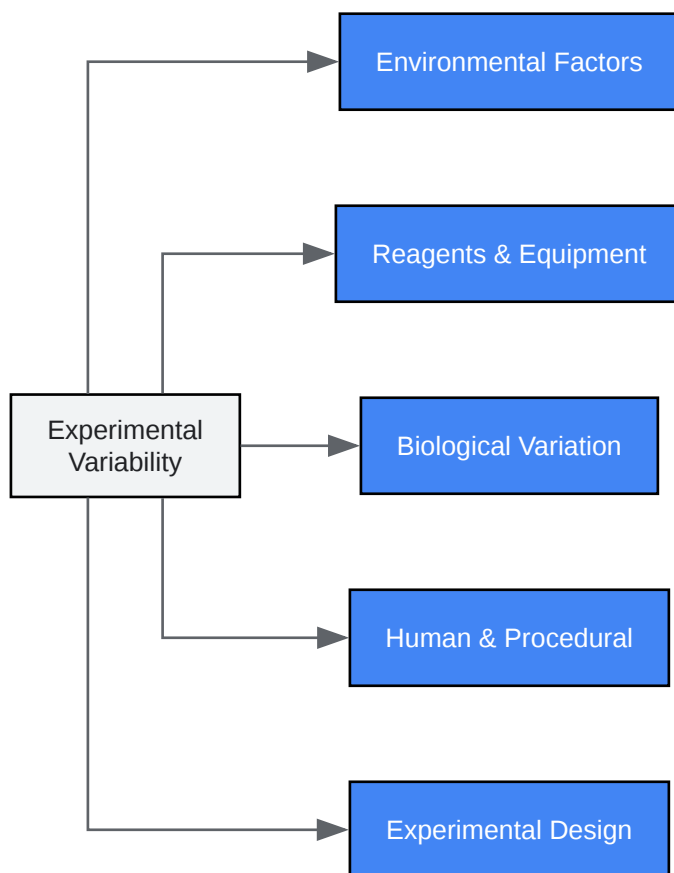 Environmental Factors
Reagents & Equipment
Experimental
Variability
Biological Variation
Human & Procedural
Experimental Design